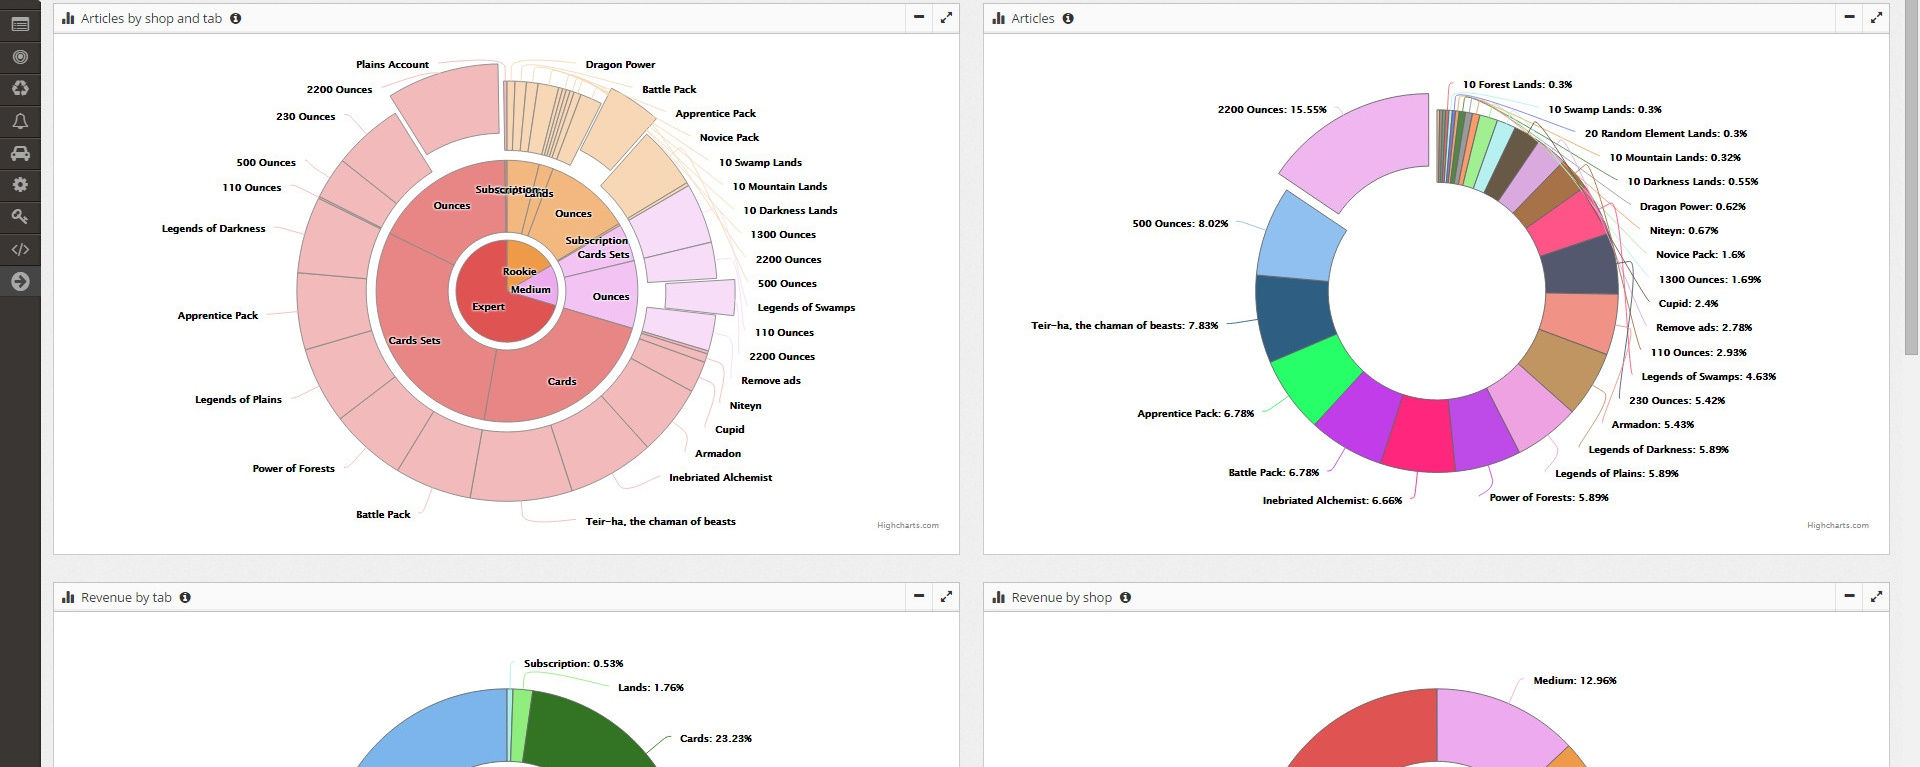 Articles by shop and tab
Plains Account
2200 Ounces
230 Ounces
500 Ounces
110 Ounces
Legends of Darkness
Apprentice Pack
Legends of Plains
Power of Forests
Battle Pack
Dragon Power
Battle Pack
Apprentice Pack
Novice Pack
10 Swamp Lands
10 Mountain Lands
10 Darkness Lands
1300 Ounces
2200 Ounces
500 Ounces
Legends of Swamps
110 Ounces
2200 Ounces
Remove ads
Niteyn
Cupid
Armadon
Inebriated Alchemist
Teir-ha, the chaman of beasts
Subscription
Lands
Ounces
Ounces
Subscription
Cards Sets
Ounces
Cards Sets
Cards
Rookie
Medium
Expert
Highcharts.com
Articles
2200 Ounces: 15.55%
500 Ounces: 8.02%
Teir-ha, the chaman of beasts: 7.83%
Apprentice Pack: 6.78%
Battle Pack: 6.78%
Inebriated Alchemist: 6.66%
10 Forest Lands: 0.3%
10 Swamp Lands: 0.3%
20 Random Element Lands: 0.3%
10 Mountain Lands: 0.32%
10 Darkness Lands: 0.55%
Dragon Power: 0.62%
Niteyn: 0.67%
Novice Pack: 1.6%
1300 Ounces: 1.69%
Cupid: 2.4%
Remove ads: 2.78%
110 Ounces: 2.93%
Legends of Swamps: 4.63%
230 Ounces: 5.42%
Armadon: 5.43%
Legends of Darkness: 5.89%
Legends of Plains: 5.89%
Power of Forests: 5.89%
Highcharts.com
Revenue by tab
Subscription: 0.53%
Lands: 1.76%
Cards: 23.23%
Revenue by shop
Medium: 12.96%